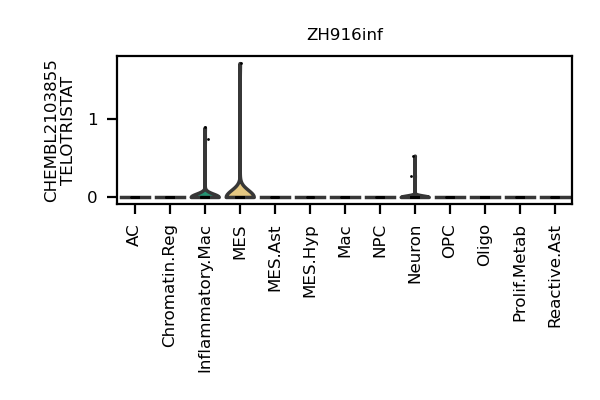 ZH916inf
CHEMBL2103855
TELOTRISTAT
1
0
AC
Chromatin.Reg
Inflammatory.Mac
MES
MES.Ast
MES.Hyp
Mac
NPC
Neuron
OPC
Oligo
Prolif.Metab
Reactive.Ast